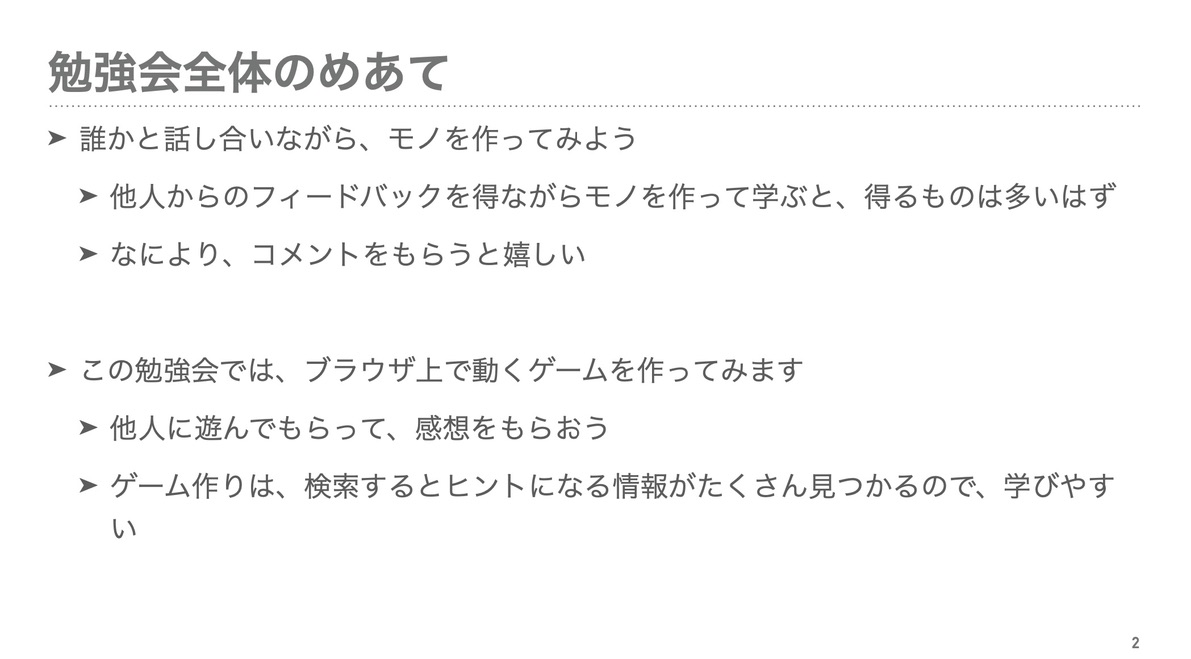 勉強会全体のめあて
➤ 誰かと話し合いながら、モノを作ってみよう
➤ 他人からのフィードバックを得ながらモノを作って学ぶと、得るものは多いはず
➤ なにより、コメントをもらうと嬉しい
➤ この勉強会では、ブラウザ上で動くゲームを作ってみます
➤ 他人に遊んでもらって、感想をもらおう
➤ ゲーム作りは、検索するとヒントになる情報がたくさん見つかるので、学びやす
い
2